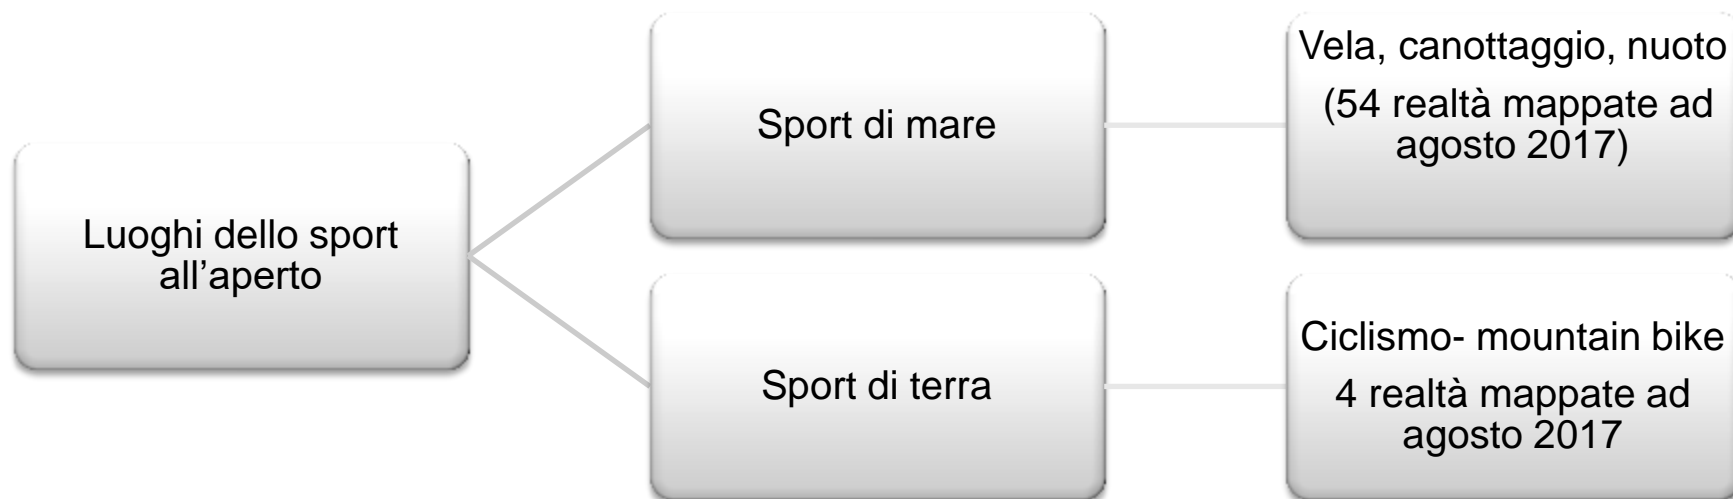 Luoghi dello sport
all’aperto
Sport di mare
Vela, canottaggio, nuoto
(54 realtà mappate ad
agosto 2017)
Sport di terra
Ciclismo- mountain bike
4 realtà mappate ad
agosto 2017